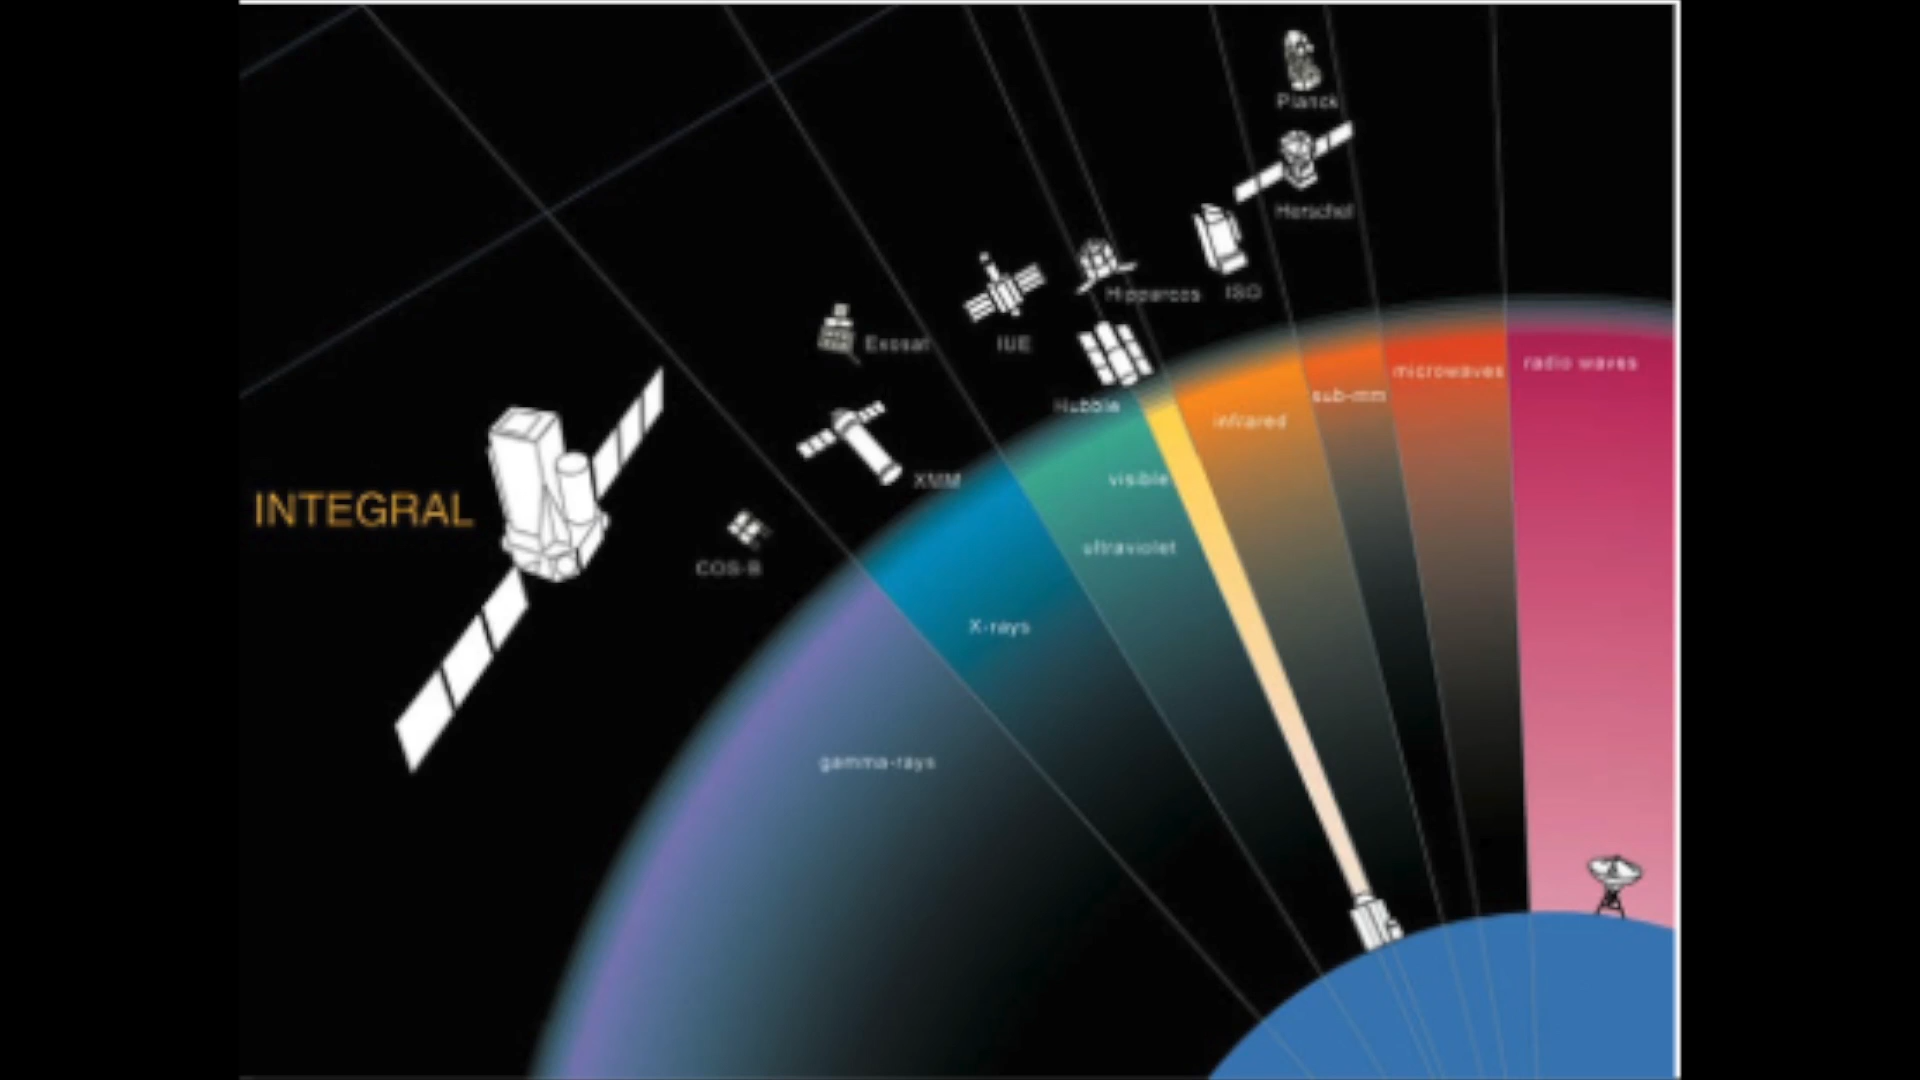 Planck
Herschel
Hipparcos
ISO
Exosat
IUE
Hubble
XMM
INTEGRAL
COS-B
radio waves
microwaves
sub-mm
infrared
visible
ultraviolet
X-rays
gamma-rays